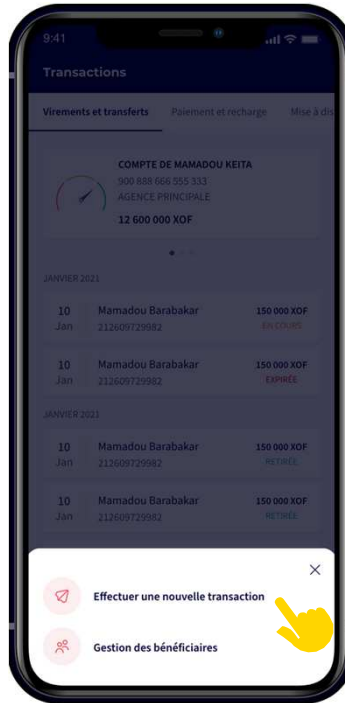 9:41
Transactions
Virements et transferts Paiement et recharge Mise à dis
COMPTE DE MAMADOU KEITA
900 888 666 555 333
AGENCE PRINCIPALE
12 600 000 XOF
JANVIER 2021
10 Mamadou Barabakar 150 000 XOF
Jan 212609729982 EN COURS
10 Mamadou Barabakar 150 000 XOF
Jan 212609729982 EXPIRÉE
JANVIER 2021
10 Mamadou Barabakar 150 000 XOF
Jan 212609729982 RETIRÉE
10 Mamadou Barabakar 150 000 XOF
Jan 212609729982 RETIRÉE
Effectuer une nouvelle transaction
Gestion des bénéficiaires